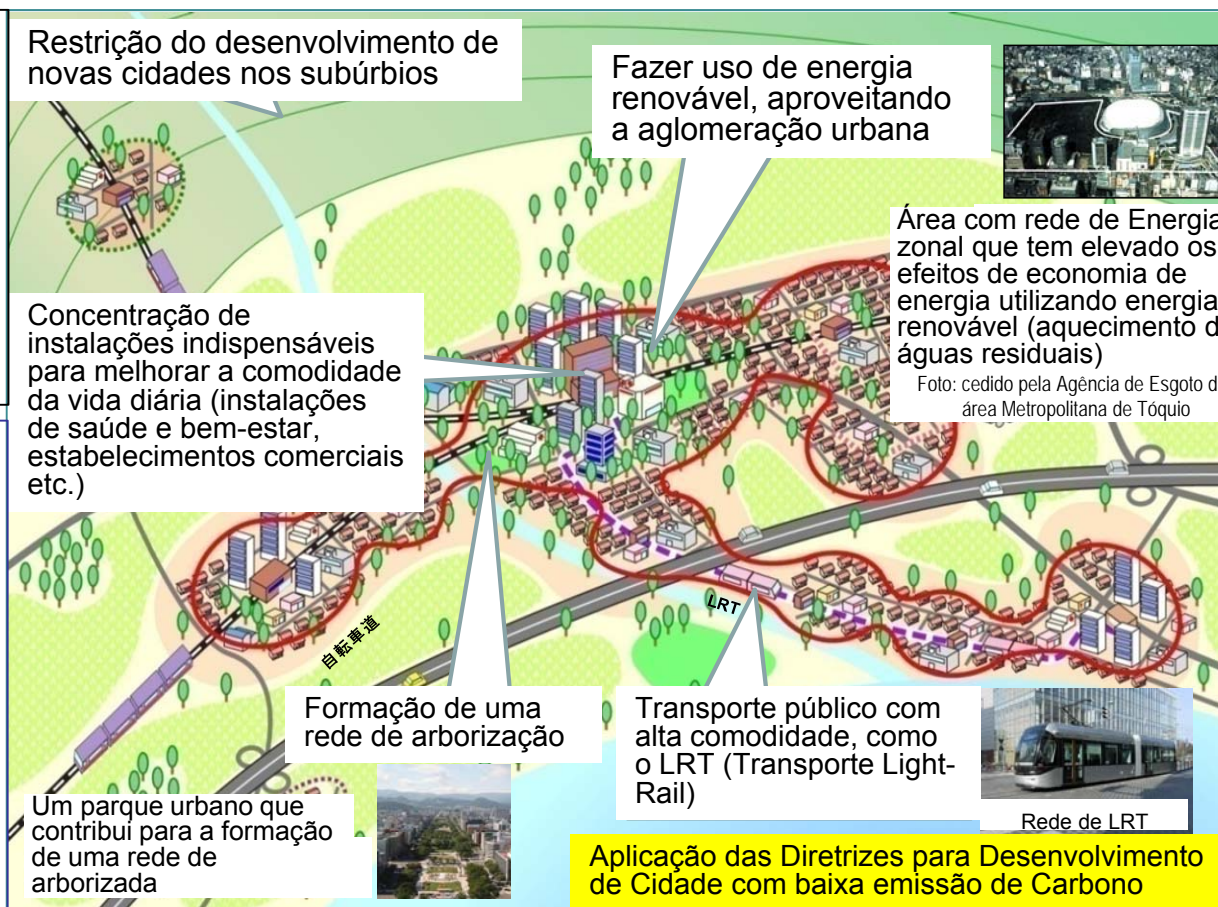 Restrição do desenvolvimento de
novas cidades nos subúrbios
Fazer uso de energia
renovável, aproveitando
a aglomeração urbana
Área com rede de Energia
zonal que tem elevado os
efeitos de economia de
energia utilizando energia
renovável (aquecimento d
águas residuais)
Foto: cedido pela Agência de Esgoto d
área Metropolitana de Tóquio
Concentração de
instalações indispensáveis
para melhorar a comodidade
da vida diária (instalações
de saúde e bem-estar,
estabelecimentos comerciais
etc.)
LRT
自転車道
Formação de uma
rede de arborização
Transporte público com
alta comodidade, como
o LRT (Transporte Light-
Rail)
Rede de LRT
Um parque urbano que
contribui para a formação
de uma rede de
arborizada
Aplicação das Diretrizes para Desenvolvimento
de Cidade com baixa emissão de Carbono